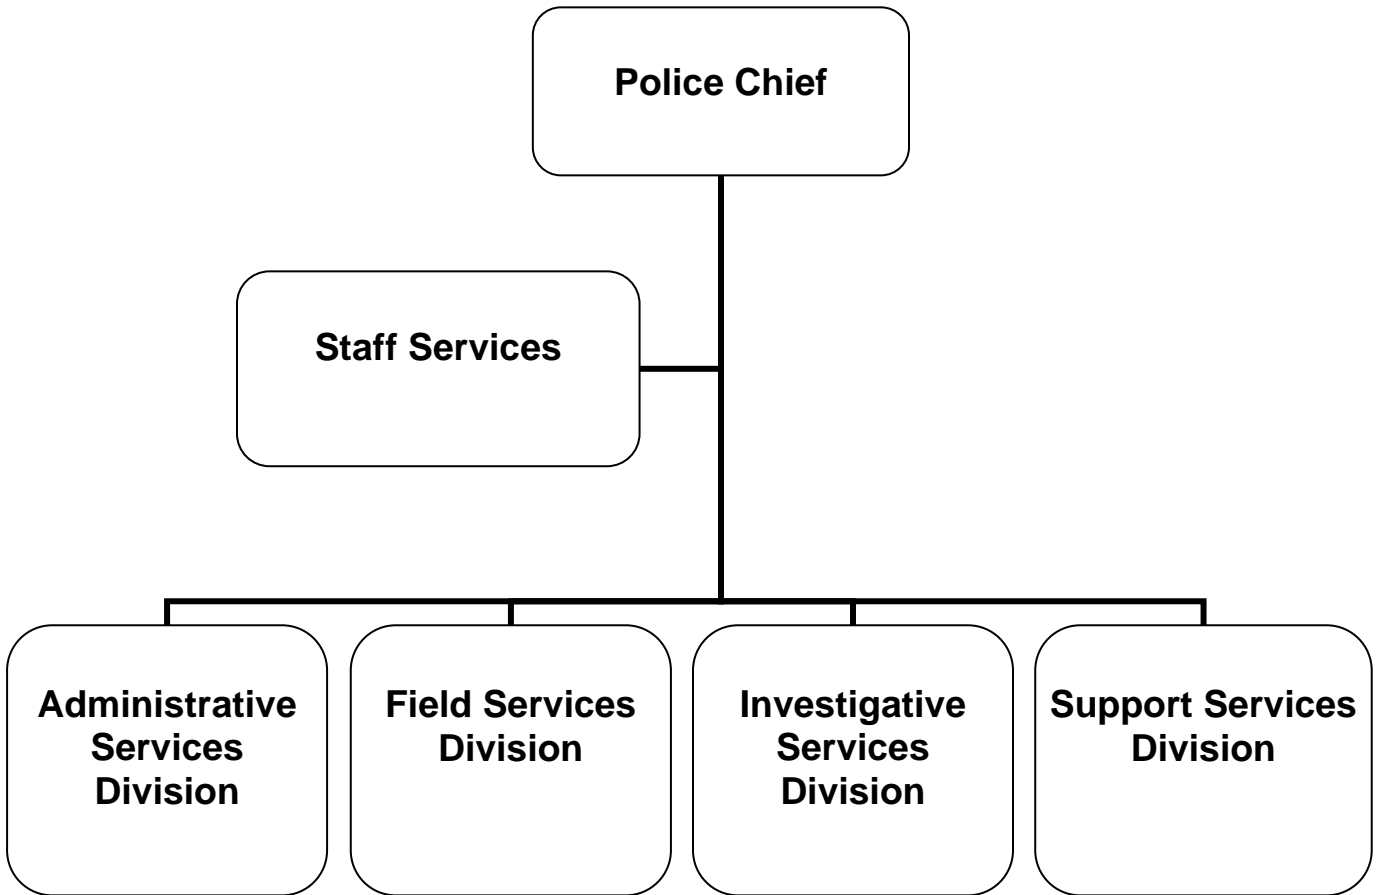 Police Chief
Staff Services
Administrative
Services
Division
Field Services
Division
Investigative
Services
Division
Support Services
Division